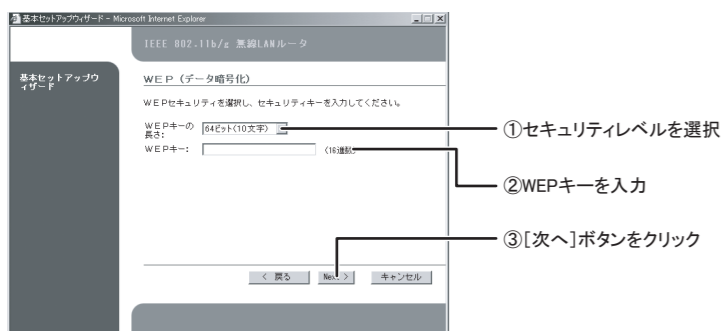 基本セットアップウィザード - Microsoft Internet Explorer
IEEE 802.11b/g 無線LANルータ
基本セットアップウ
ィザード
WEP（データ暗号化）
WEPセキュリティを選択し、セキュリティキーを入力してください。
WEPキーの
長さ:
64ビット(10文字)
WEPキー:
(16進数)
①セキュリティレベルを選択
②WEPキーを入力
③[次へ]ボタンをクリック
< 戻る
Next >
キャンセル